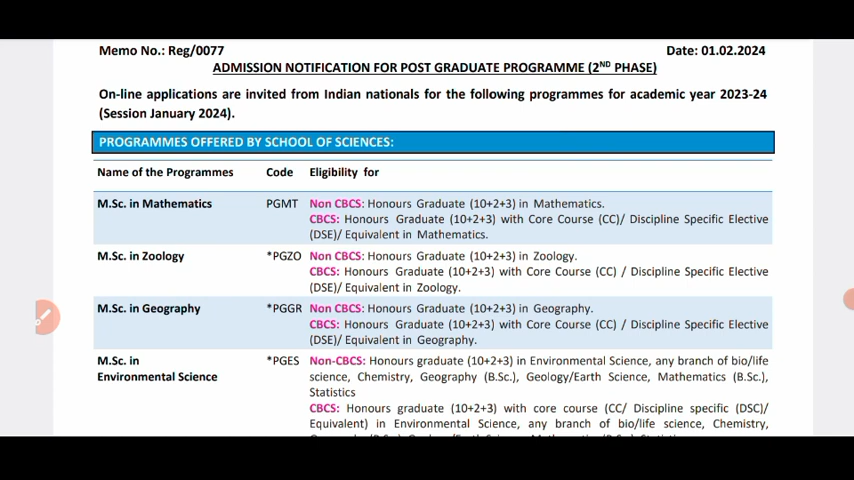 Memo No.: Reg/0077 Date: 01.02.2024
ADMISSION NOTIFICATION FOR POST GRADUATE PROGRAMME (2ND PHASE)
On-line applications are invited from Indian nationals for the following programmes for academic year 2023-24
(Session January 2024).
PROGRAMMES OFFERED BY SCHOOL OF SCIENCES:
Name of the Programmes Code Eligibility for
M.Sc. in Mathematics PGMT Non CBCS: Honours Graduate (10+2+3) in Mathematics.
CBCS: Honours Graduate (10+2+3) with Core Course (CC)/ Discipline Specific Elective
(DSE)/ Equivalent in Mathematics.
M.Sc. in Zoology *PGZO Non CBCS: Honours Graduate (10+2+3) in Zoology.
CBCS: Honours Graduate (10+2+3) with Core Course (CC) / Discipline Specific Elective
(DSE)/ Equivalent in Zoology.
M.Sc. in Geography *PGGR Non CBCS: Honours Graduate (10+2+3) in Geography.
CBCS: Honours Graduate (10+2+3) with Core Course (CC) / Discipline Specific Elective
(DSE)/ Equivalent in Geography.
M.Sc. in *PGES Non-CBCS: Honours graduate (10+2+3) in Environmental Science, any branch of bio/life
Environmental Science science, Chemistry, Geography (B.Sc.), Geology/Earth Science, Mathematics (B.Sc.),
Statistics
CBCS: Honours graduate (10+2+3) with core course (CC/ Discipline specific (DSC)/
Equivalent) in Environmental Science, any branch of bio/life science, Chemistry,